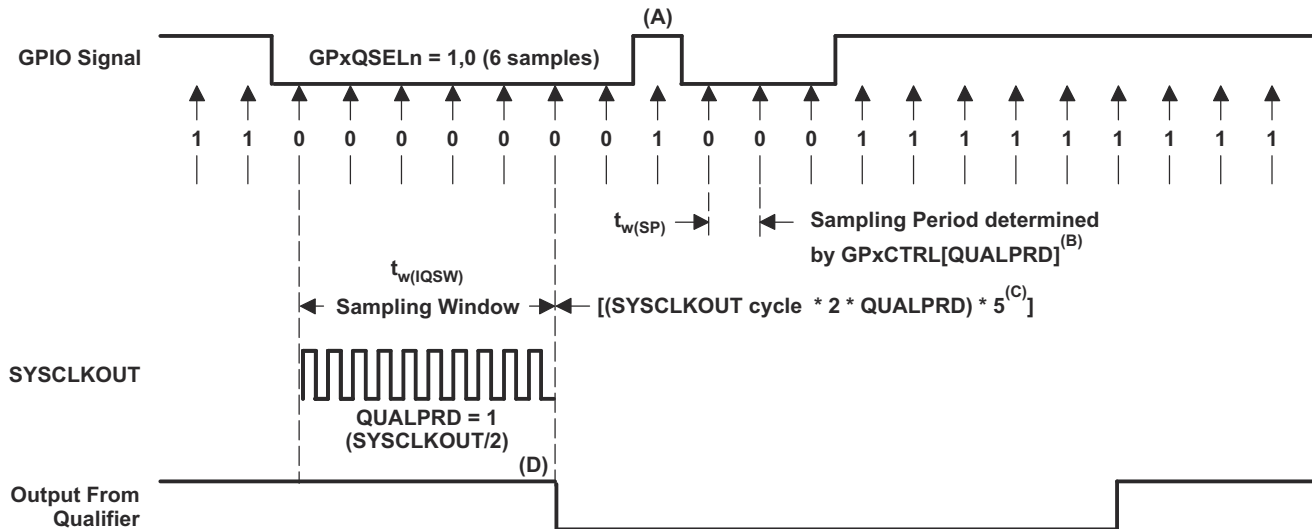 (A)
GPIO Signal
GPxQSELn = 1,0 (6 samples)
1 1 0 0 0 0 0 0 0 1 0 0 0 1 1 1 1 1 1 1 1 1
tw(SP)
Sampling Period determined
by GPxCTRL[QUALPRD](B)
tw(IQSW)
Sampling Window
[(SYSCLKOUT cycle * 2 * QUALPRD) * 5(C)]
SYSCLKOUT
QUALPRD = 1
(SYSCLKOUT/2)
(D)
Output From
Qualifier